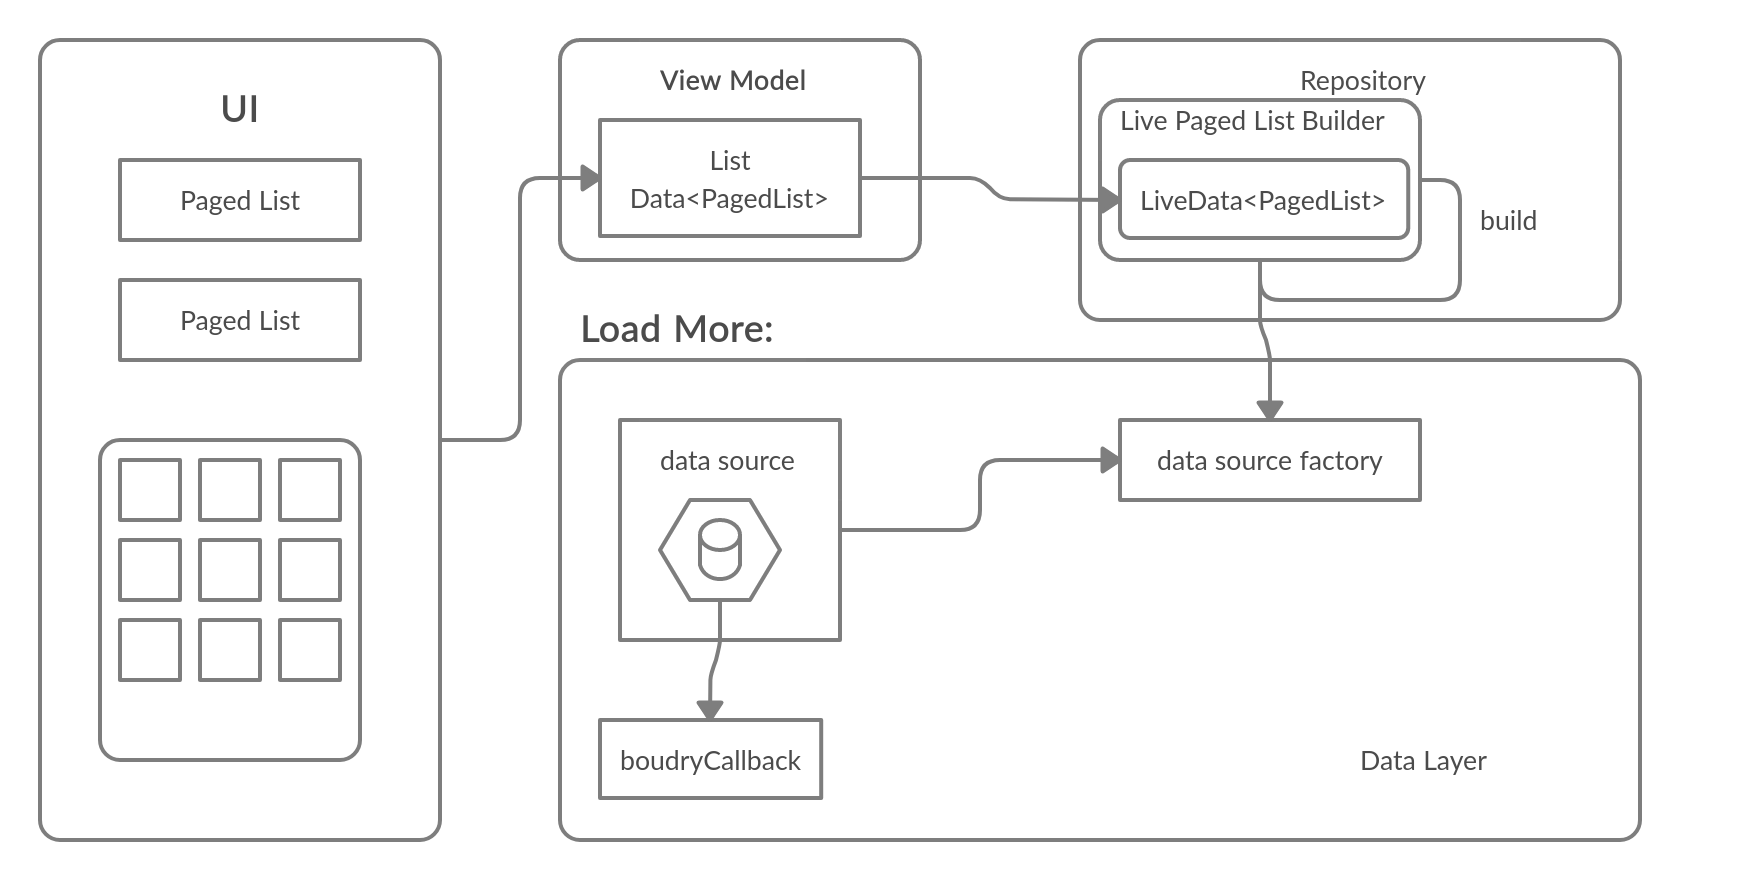 UI
Paged List
Paged List
View Model
List
Data<PagedList>
Repository
Live Paged List Builder
LiveData<PagedList>
build
Load More:
data source
data source factory
boudryCallback
Data Layer